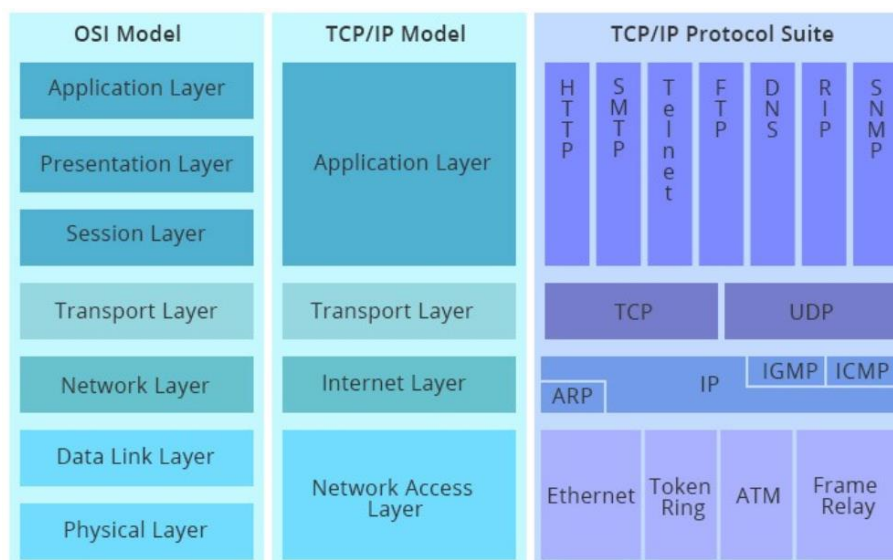 OSI Model
Application Layer
Presentation Layer
Session Layer
Transport Layer
Network Layer
Data Link Layer
Physical Layer
TCP/IP Model
Application Layer
Transport Layer
Internet Layer
Network Access
Layer
TCP/IP Protocol Suite
HTTP
SMTP
Telnet
FTP
DNS
RIP
SNMP
TCP
UDP
ARP
IP
IGMP
ICMP
Ethernet
Token
Ring
ATM
Frame
Relay